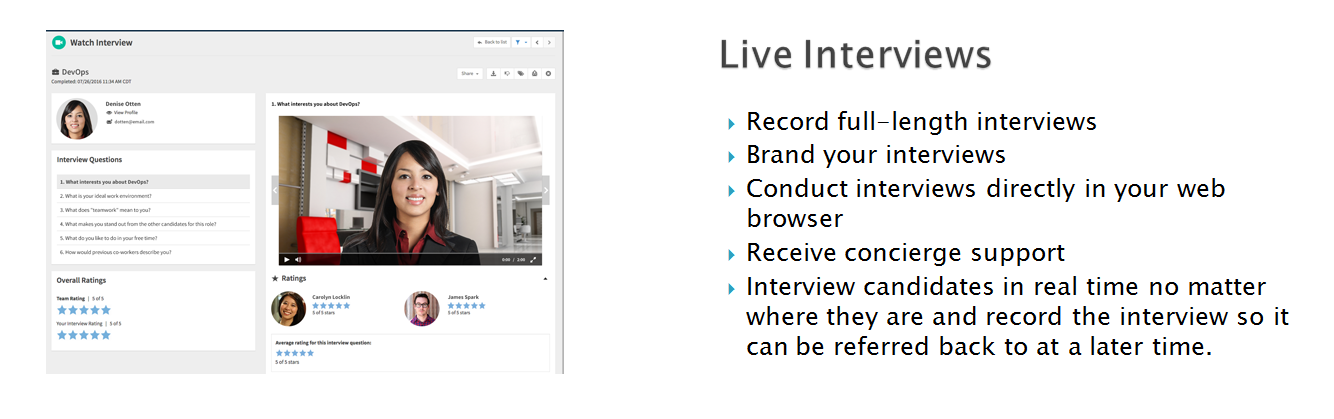 Watch Interview
Back to list
DevOps
Completed: 07/26/2016 11:34 AM CDT
Share
Denise Otten
View Profile
dotten@email.com
Interview Questions
1. What interests you about DevOps?
2. What is your ideal work environment?
3. What does "teamwork" mean to you?
4. What makes you stand out from the other candidates for this role?
5. What do you like to do in your free time?
6. How would previous co-workers describe you?
Overall Ratings
Team Rating | 5 of 5
Your Interview Rating | 5 of 5
1. What interests you about DevOps?
0:00 / 2:00
Ratings
Carolyn Locklin
5 of 5 stars
James Spark
5 of 5 stars
Average rating for this interview question:
5 of 5 stars
Live Interviews
Record full-length interviews
Brand your interviews
Conduct interviews directly in your web
browser
Receive concierge support
Interview candidates in real time no matter
where they are and record the interview so it
can be referred back to at a later time.